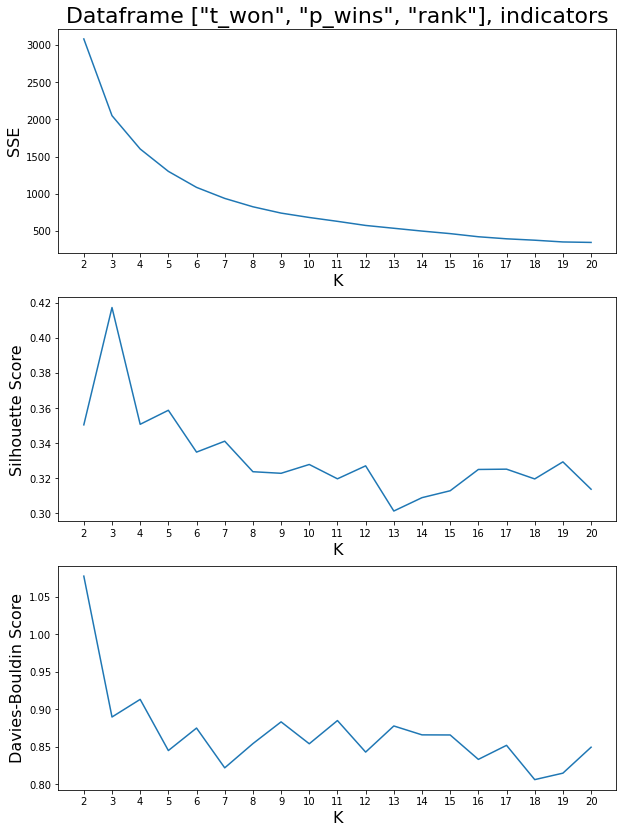 Dataframe ["t_won", "p_wins", "rank"], indicators
3000
2500
2000
1500
1000
500
SSE
2 3 4 5 6 7 8 9 10 11 12 13 14 15 16 17 18 19 20
K
0.42
0.40
0.38
0.36
0.34
0.32
0.30
Silhouette Score
2 3 4 5 6 7 8 9 10 11 12 13 14 15 16 17 18 19 20
K
1.05
1.00
0.95
0.90
0.85
0.80
Davies-Bouldin Score
2 3 4 5 6 7 8 9 10 11 12 13 14 15 16 17 18 19 20
K